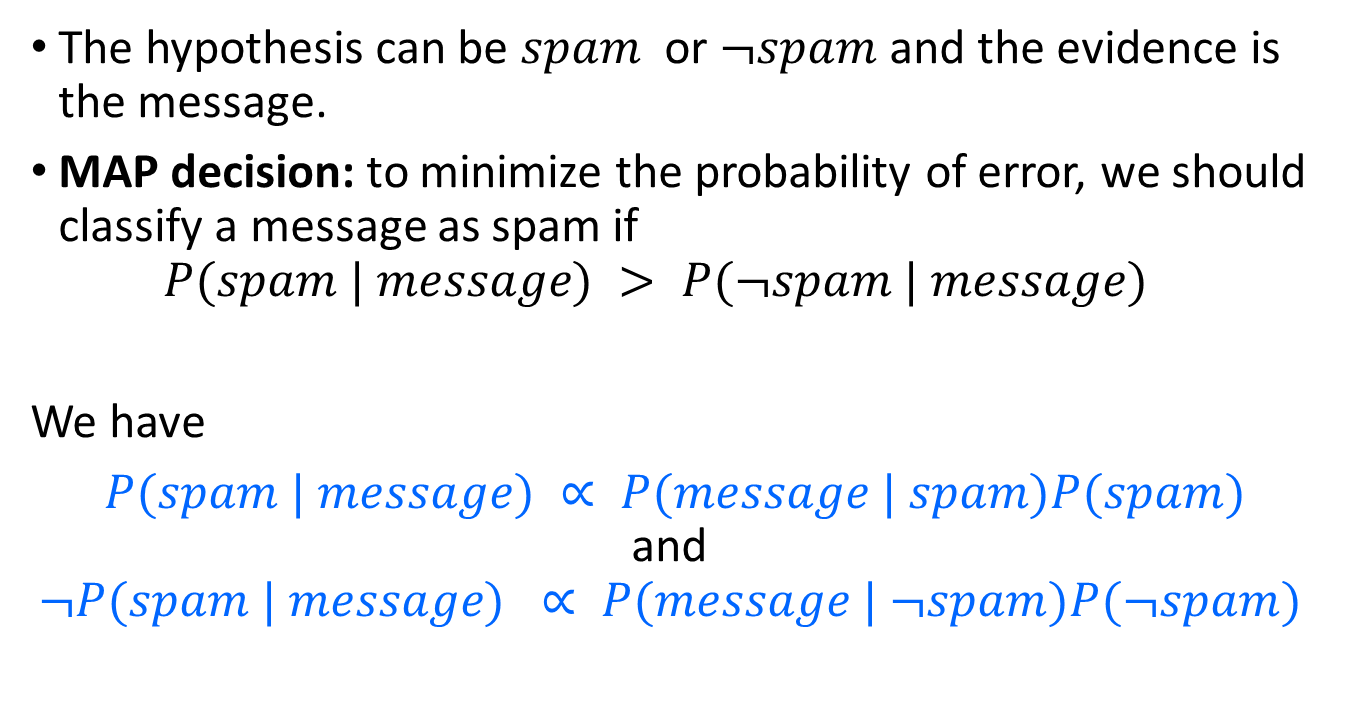 • The hypothesis can be 𝑠𝑝𝑎𝑚 or ¬𝑠𝑝𝑎𝑚 and the evidence is
the message.
• MAP decision: to minimize the probability of error, we should
classify a message as spam if
𝑃(𝑠𝑝𝑎𝑚 | 𝑚𝑒𝑠𝑠𝑎𝑔𝑒) > 𝑃(¬𝑠𝑝𝑎𝑚 | 𝑚𝑒𝑠𝑠𝑎𝑔𝑒)
We have
𝑃(𝑠𝑝𝑎𝑚 | 𝑚𝑒𝑠𝑠𝑎𝑔𝑒) ∝ 𝑃(𝑚𝑒𝑠𝑠𝑎𝑔𝑒 | 𝑠𝑝𝑎𝑚)𝑃(𝑠𝑝𝑎𝑚)
and
¬𝑃(𝑠𝑝𝑎𝑚 | 𝑚𝑒𝑠𝑠𝑎𝑔𝑒) ∝ 𝑃(𝑚𝑒𝑠𝑠𝑎𝑔𝑒 | ¬𝑠𝑝𝑎𝑚)𝑃(¬𝑠𝑝𝑎𝑚)